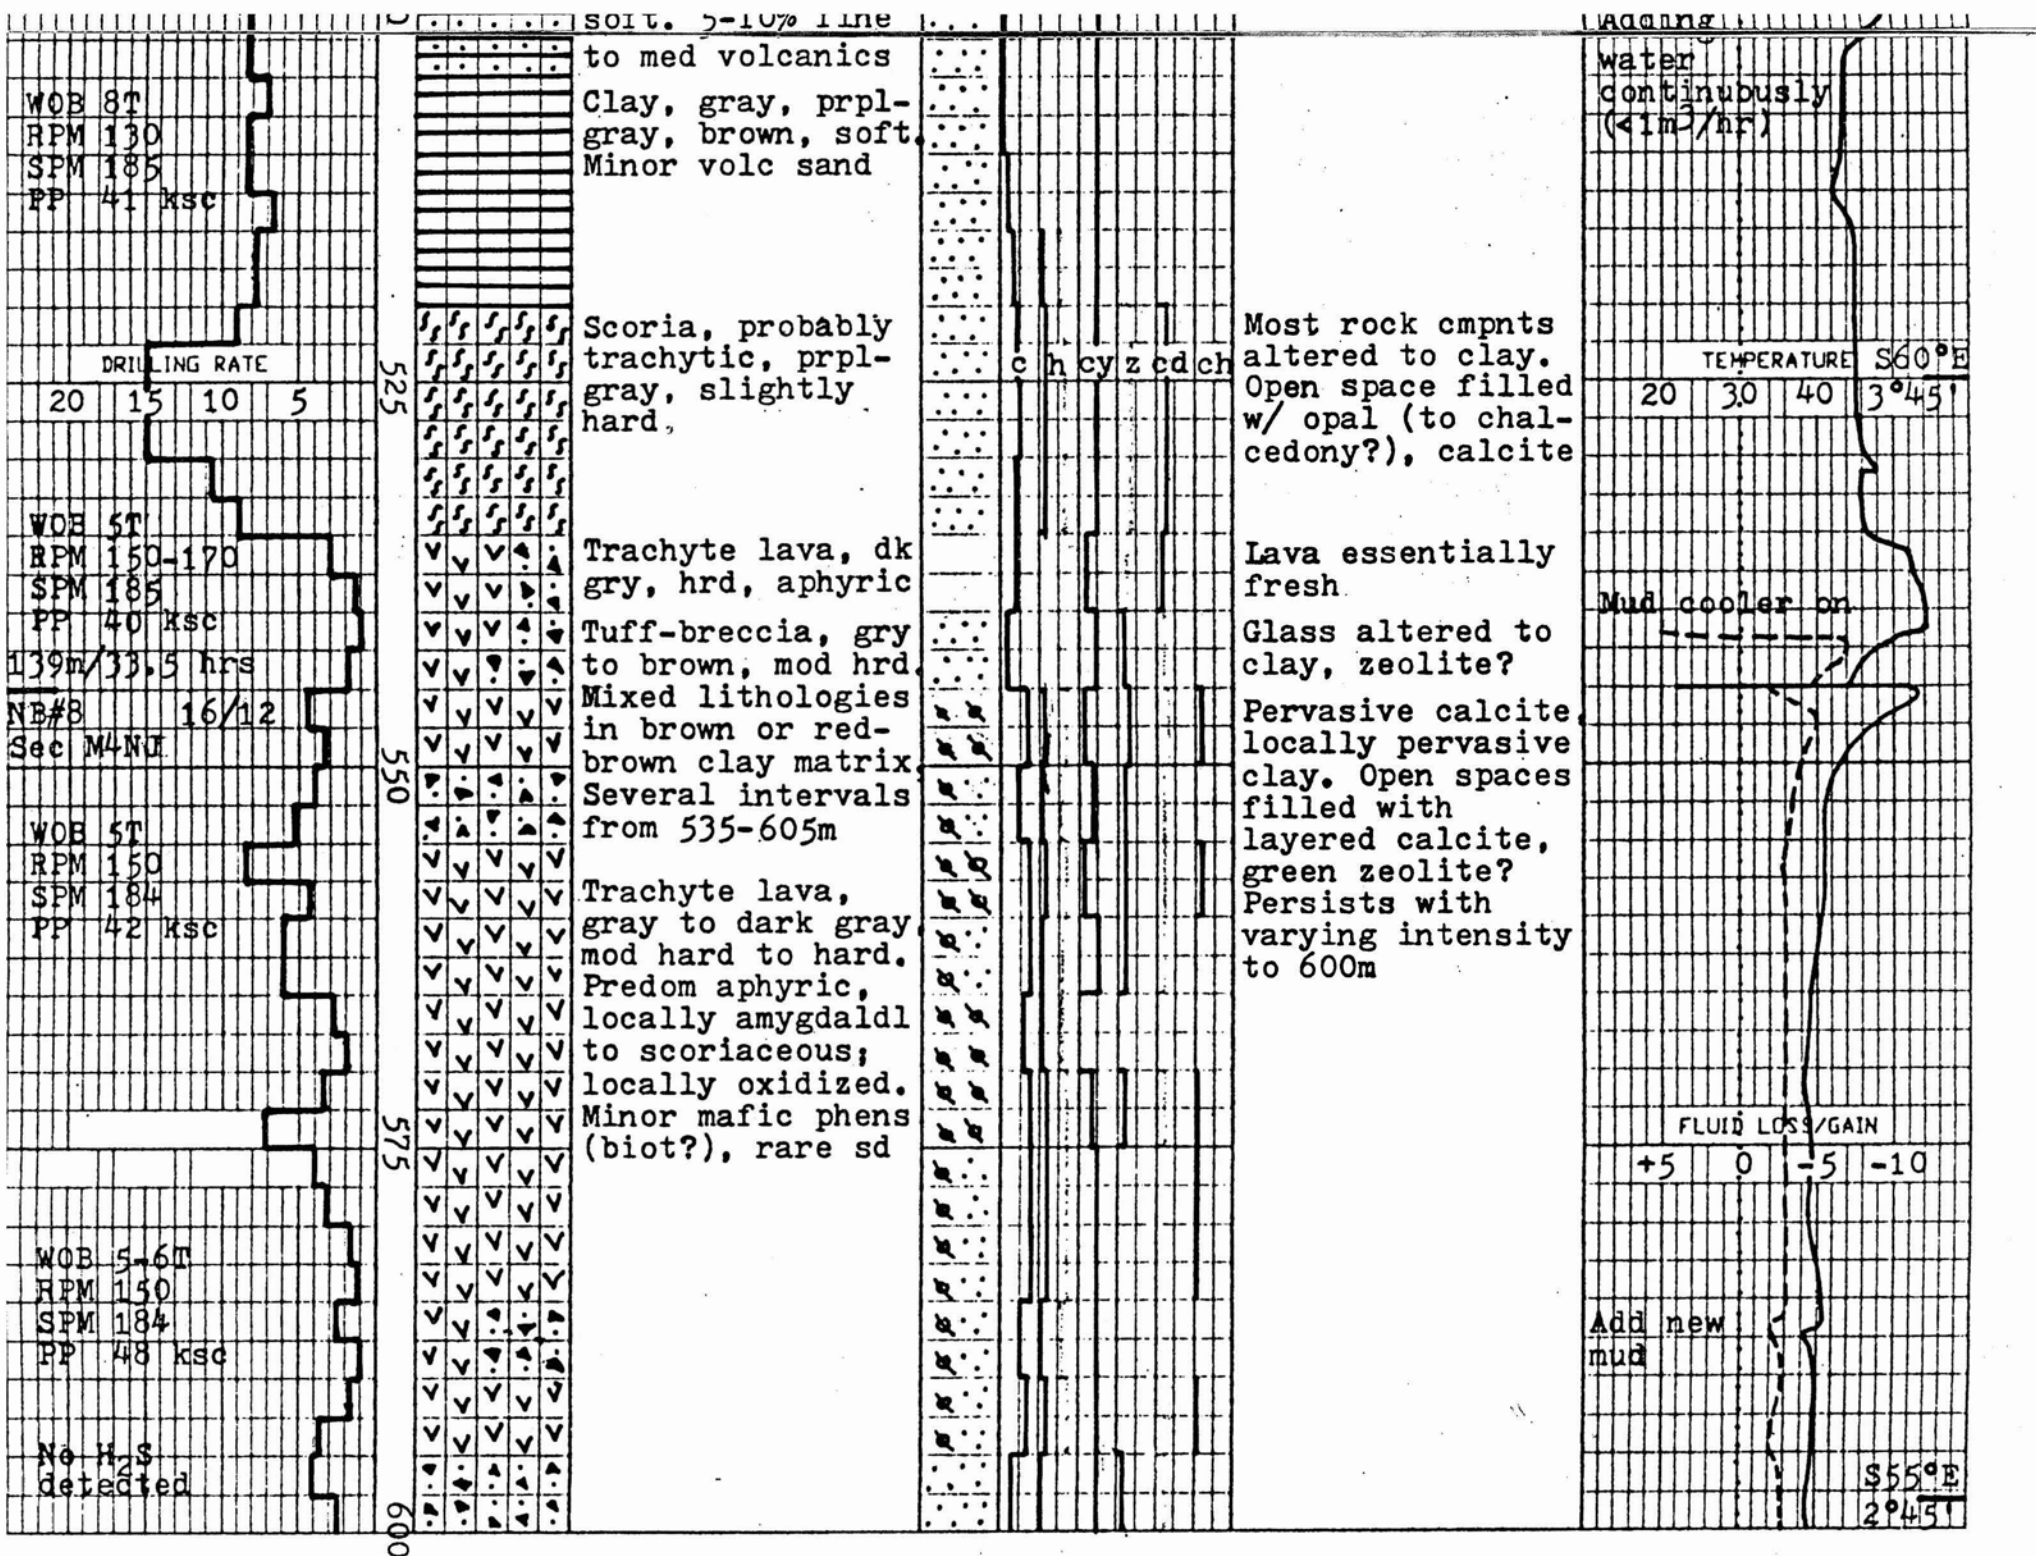 soft. 5-10% fine
to med volcanics
Clay, gray, prpl-
gray, brown, soft.
Minor volc sand
Adding
water
continubusly
(<1m3/hr)
WOB 8T
RPM 130
SPM 185
PP 41 ksc
Scoria, probably
trachytic, prpl-
gray, slightly
hard,
Most rock cmpnts
altered to clay.
Open space filled
w/ opal (to chal-
cedony?), calcite
DRILLING RATE
20 15 10 5
525
c h cy z cd ch
TEMPERATURE S60°E
20 30 40 3°45'
WOB 5T
RPM 150-170
SPM 185
PP 40 ksc
139m/33.5 hrs
NB#8 16/12
Sec M4NJ
Trachyte lava, dk
gry, hrd, aphyric
Tuff-breccia, gry
to brown, mod hrd.
Mixed lithologies
in brown or red-
brown clay matrix.
Several intervals
from 535-605m
Lava essentially
fresh
Glass altered to
clay, zeolite?
Pervasive calcite,
locally pervasive
clay. Open spaces
filled with
layered calcite,
green zeolite?
Persists with
varying intensity
to 600m
Mud cooler on
550
WOB 5T
RPM 150
SPM 184
PP 42 ksc
Trachyte lava,
gray to dark gray,
mod hard to hard.
Predom aphyric,
locally amygdaldl
to scoriaceous;
locally oxidized.
Minor mafic phens
(biot?), rare sd
575
FLUID LOSS/GAIN
+5 0 -5 -10
WOB 5-6T
RPM 150
SPM 184
PP 48 ksc
No H2S
detected
Add new
mud
S55°E
2°45'
600